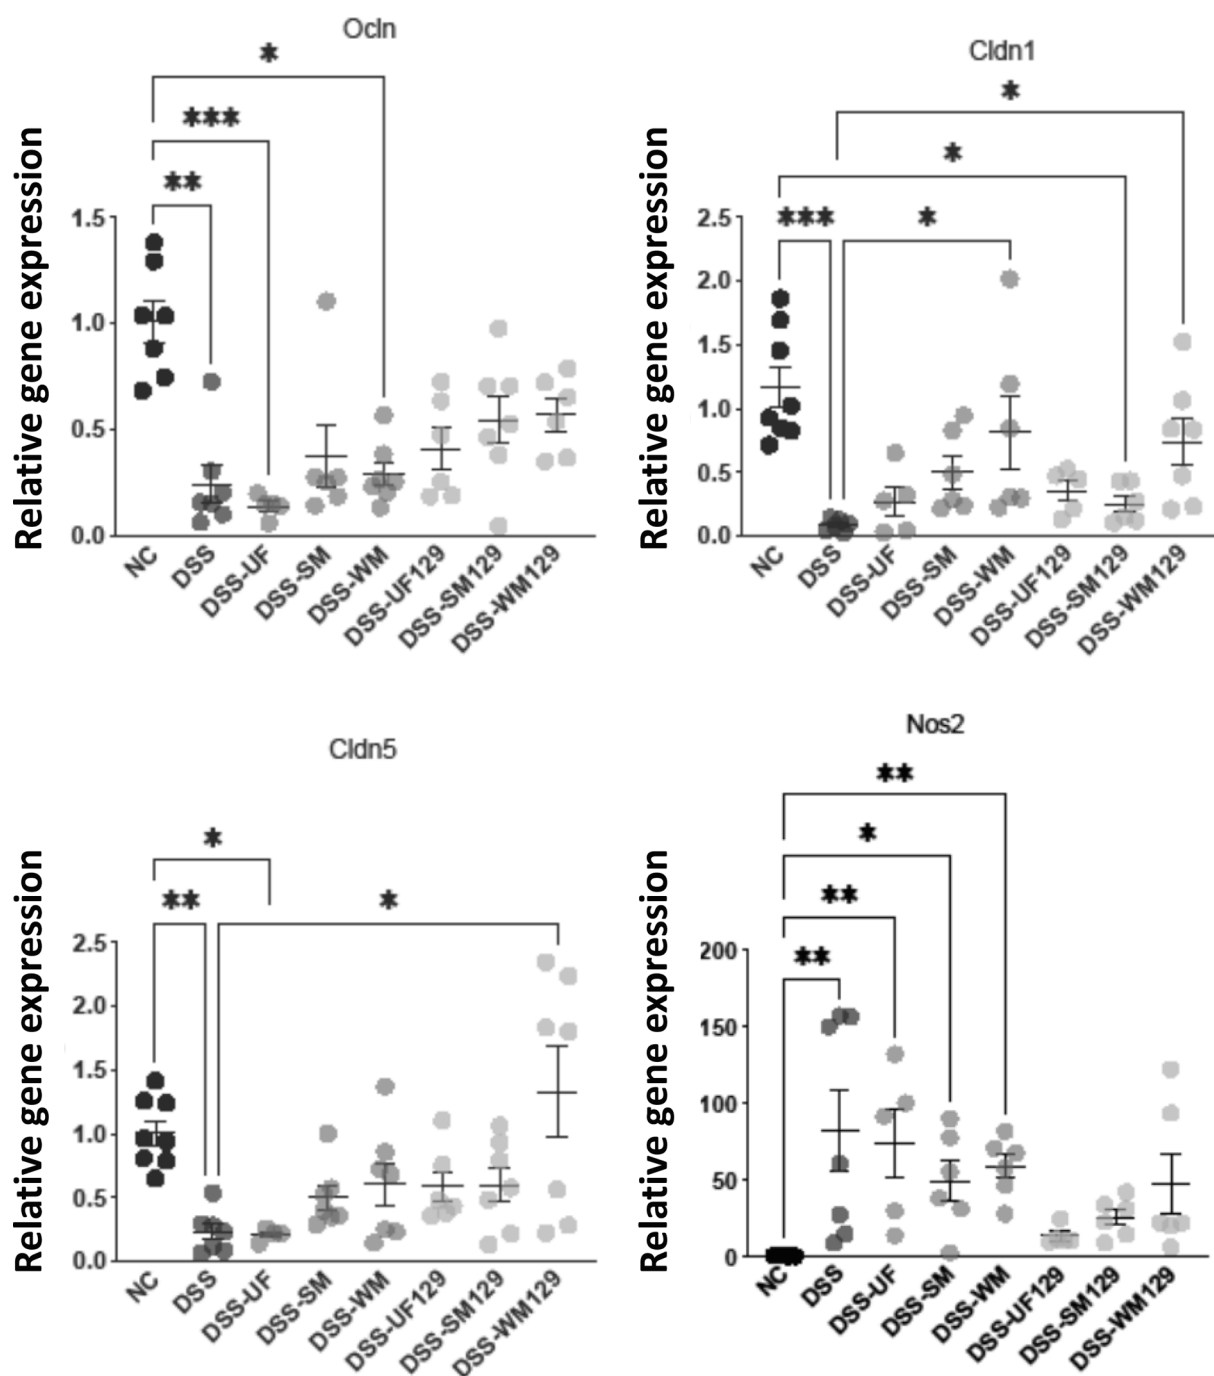 Ocln
*
***
**
Relative gene expression
1.5
1.0
0.5
0.0
NC
DSS
DSS-UF
DSS-SM
DSS-WM
DSS-UF129
DSS-SM129
DSS-WM129
Cldn1
*
*
***
*
Relative gene expression
2.5
2.0
1.5
1.0
0.5
0.0
NC
DSS
DSS-UF
DSS-SM
DSS-WM
DSS-UF129
DSS-SM129
DSS-WM129
Cldn5
*
**
*
Relative gene expression
2.5
2.0
1.5
1.0
0.5
0.0
NC
DSS
DSS-UF
DSS-SM
DSS-WM
DSS-UF129
DSS-SM129
DSS-WM129
Nos2
**
*
**
**
Relative gene expression
200
150
100
50
0
NC
DSS
DSS-UF
DSS-SM
DSS-WM
DSS-UF129
DSS-SM129
DSS-WM129